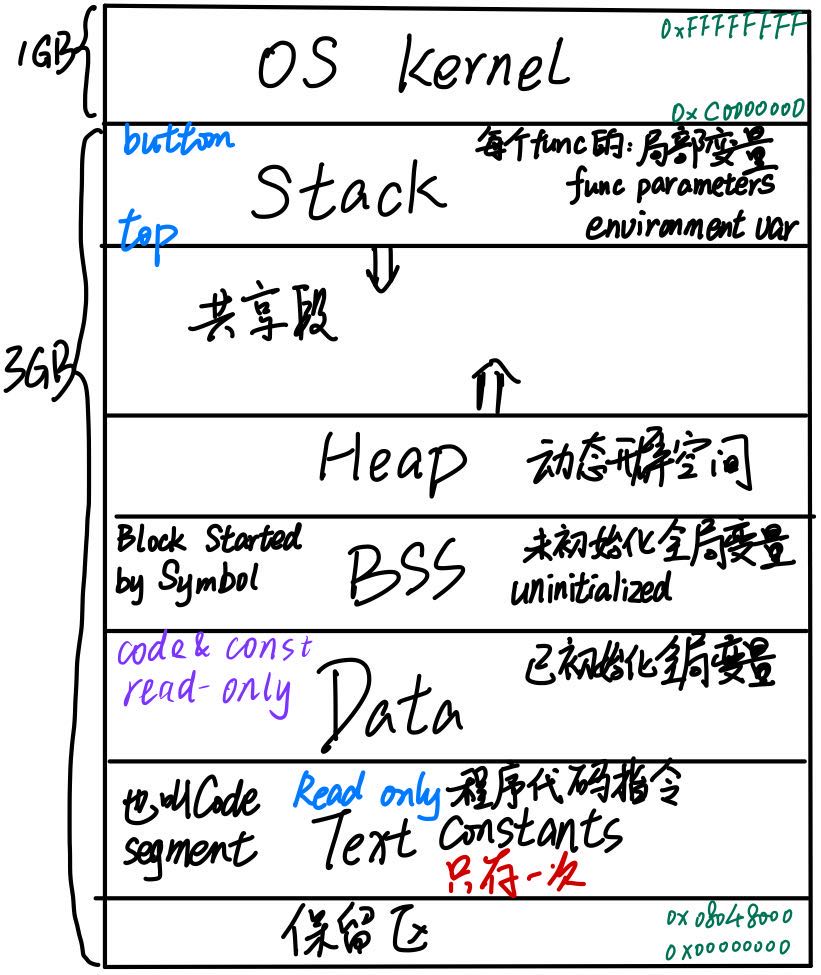 1GB
OS Kernel
0xFFFFFFFF
0xC0000000
3GB
buttom
top
Stack
每个func的:局部变量
func parameters
environment var
共享段
Heap
动态开辟空间
Block Started
by Symbol
BSS
未初始化全局变量
uninitialized
code & const
read-only
Data
已初始化全局变量
也叫Code
segment
Read only
Text
程序代码指令
Constants
只存一次
保留区
0x08048000
0x00000000